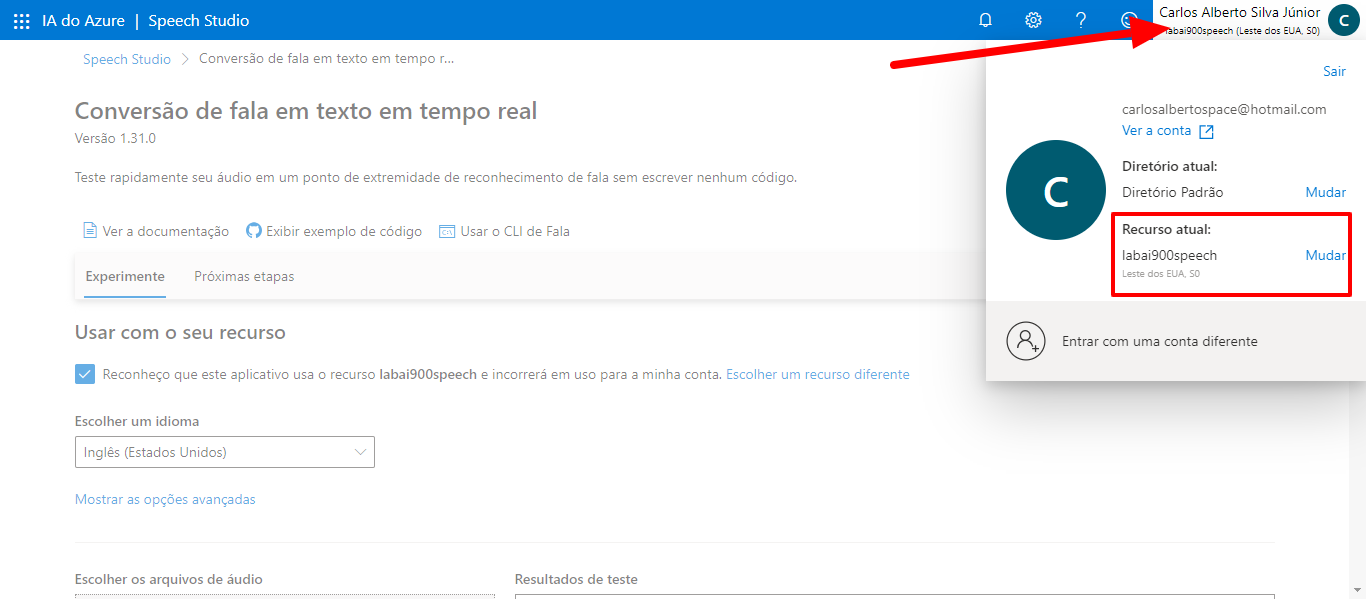 IA do Azure | Speech Studio
Carlos Alberto Silva Júnior
labai900speech (Leste dos EUA, S0)
C
Speech Studio > Conversão de fala em texto em tempo r...
Conversão de fala em texto em tempo real
Versão 1.31.0
Teste rapidamente seu áudio em um ponto de extremidade de reconhecimento de fala sem escrever nenhum código.
Ver a documentação
Exibir exemplo de código
Usar o CLI de Fala
Experimente
Próximas etapas
Usar com o seu recurso
Reconheço que este aplicativo usa o recurso labai900speech e incorrerá em uso para a minha conta. Escolher um recurso diferente
Escolher um idioma
Inglês (Estados Unidos)
Mostrar as opções avançadas
Escolher os arquivos de áudio
Resultados de teste
Sair
C
carlosalbertospace@hotmail.com
Ver a conta
Diretório atual:
Diretório Padrão Mudar
Recurso atual:
labai900speech Mudar
Leste dos EUA, S0
Entrar com uma conta diferente